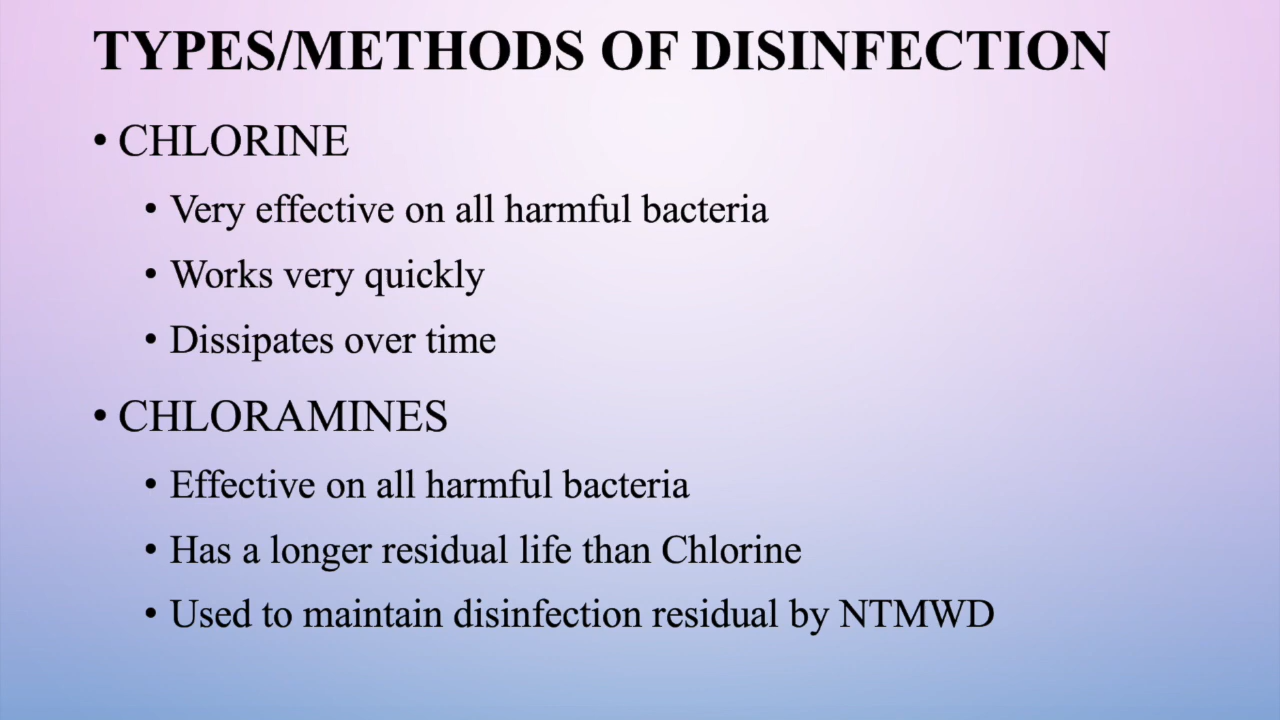 TYPES/METHODS OF DISINFECTION
• CHLORINE
• Very effective on all harmful bacteria
• Works very quickly
• Dissipates over time
• CHLORAMINES
• Effective on all harmful bacteria
• Has a longer residual life than Chlorine
• Used to maintain disinfection residual by NTMWD